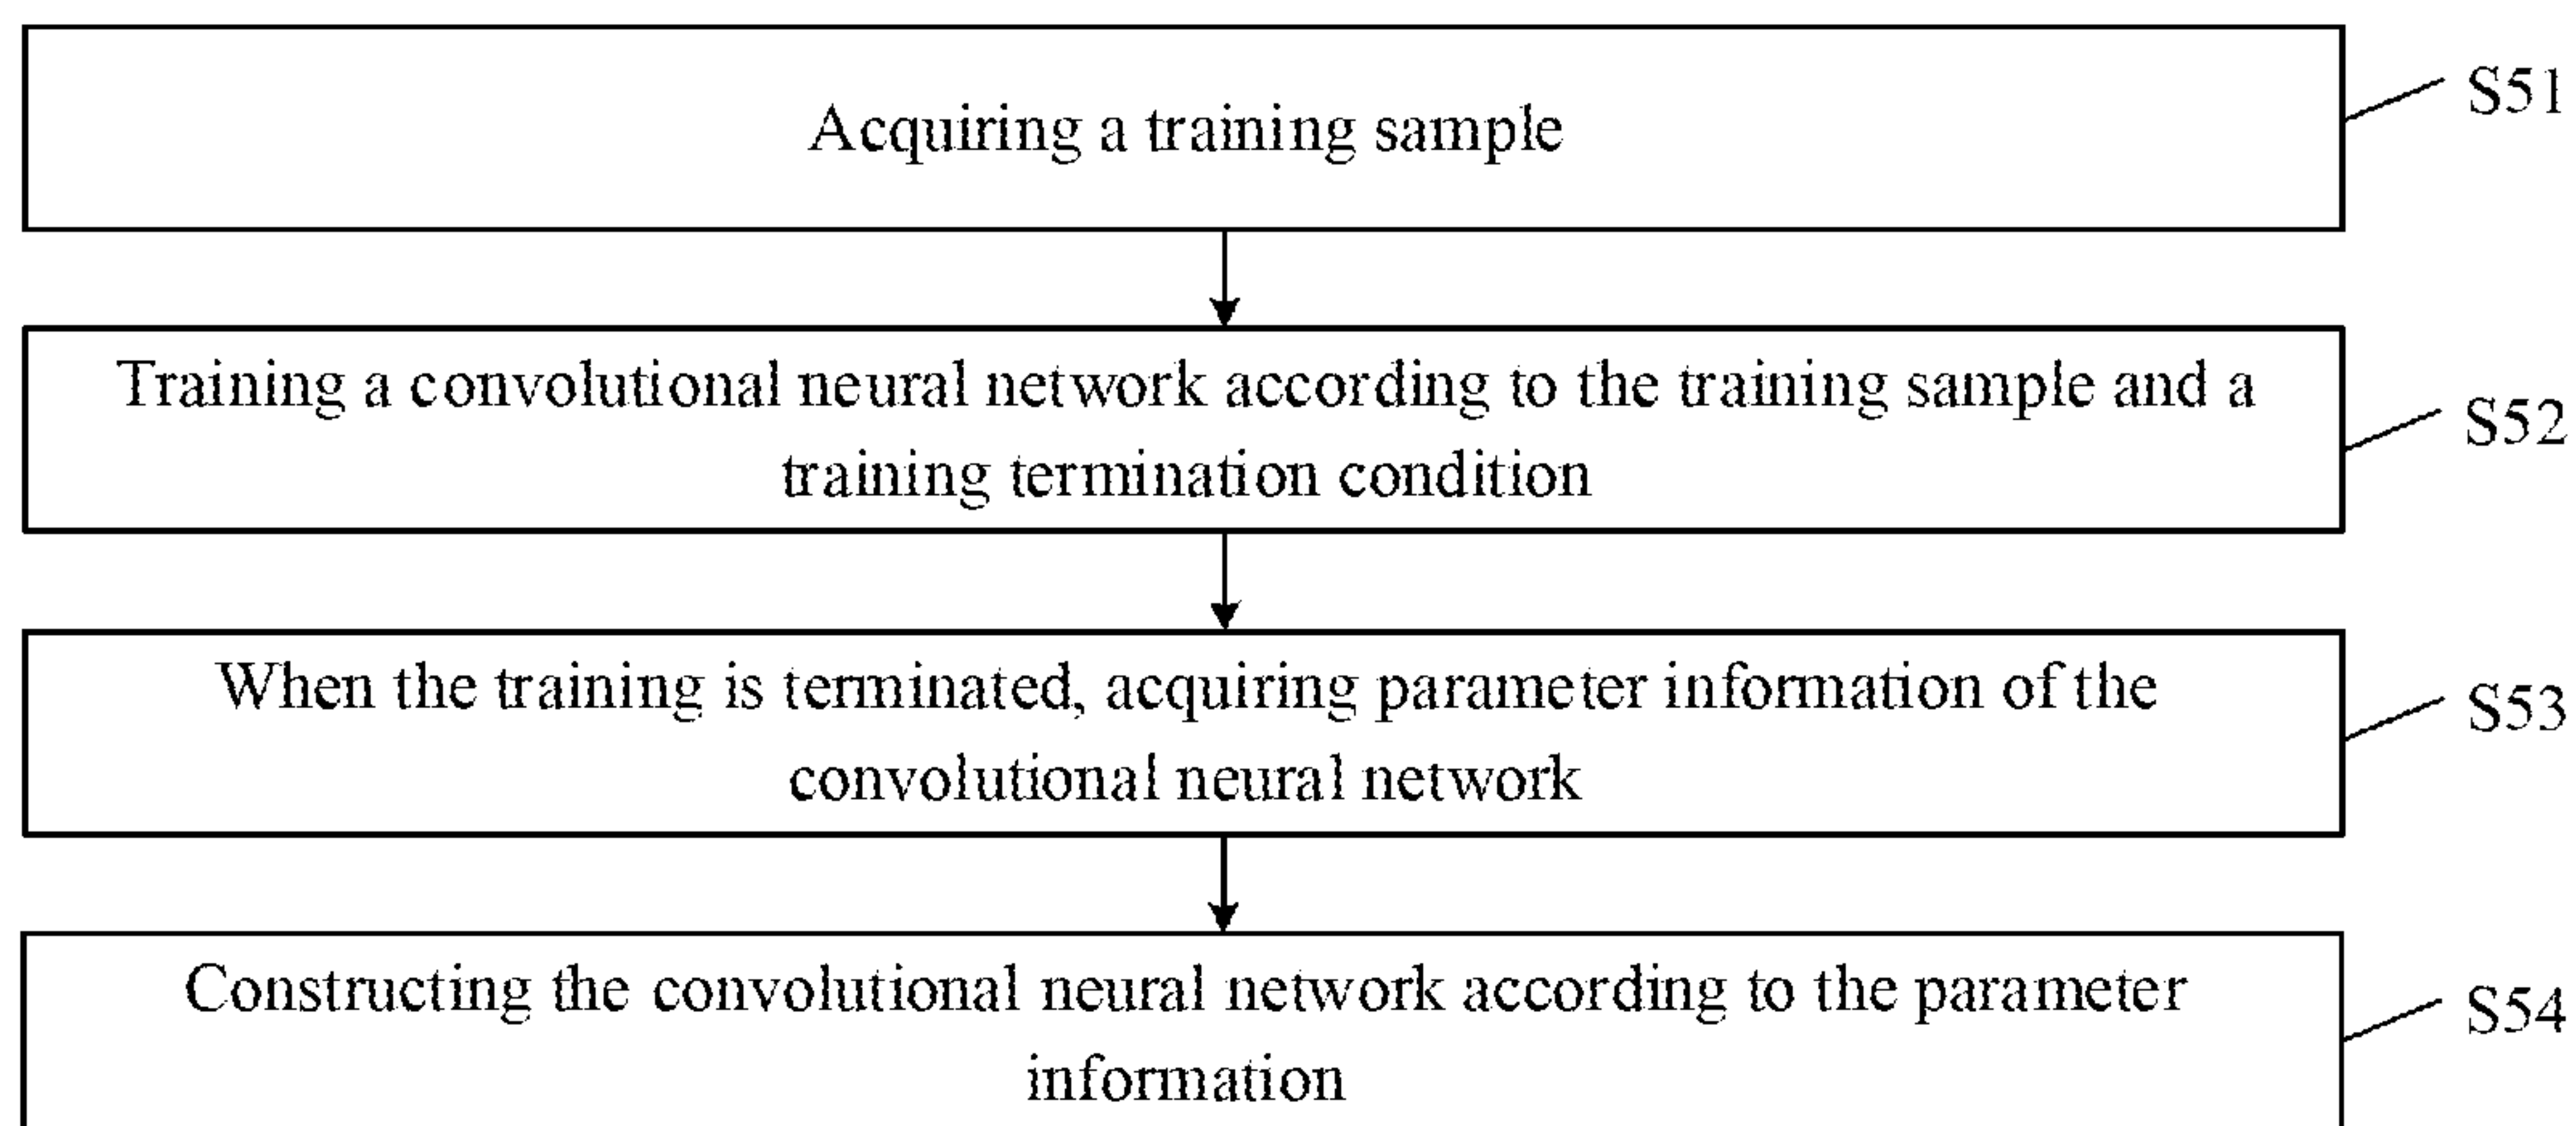 Acquiring a training sample
S51
Training a convolutional neural network according to the training sample and a
training termination condition
S52
When the training is terminated, acquiring parameter information of the
convolutional neural network
S53
Constructing the convolutional neural network according to the parameter
information
S54